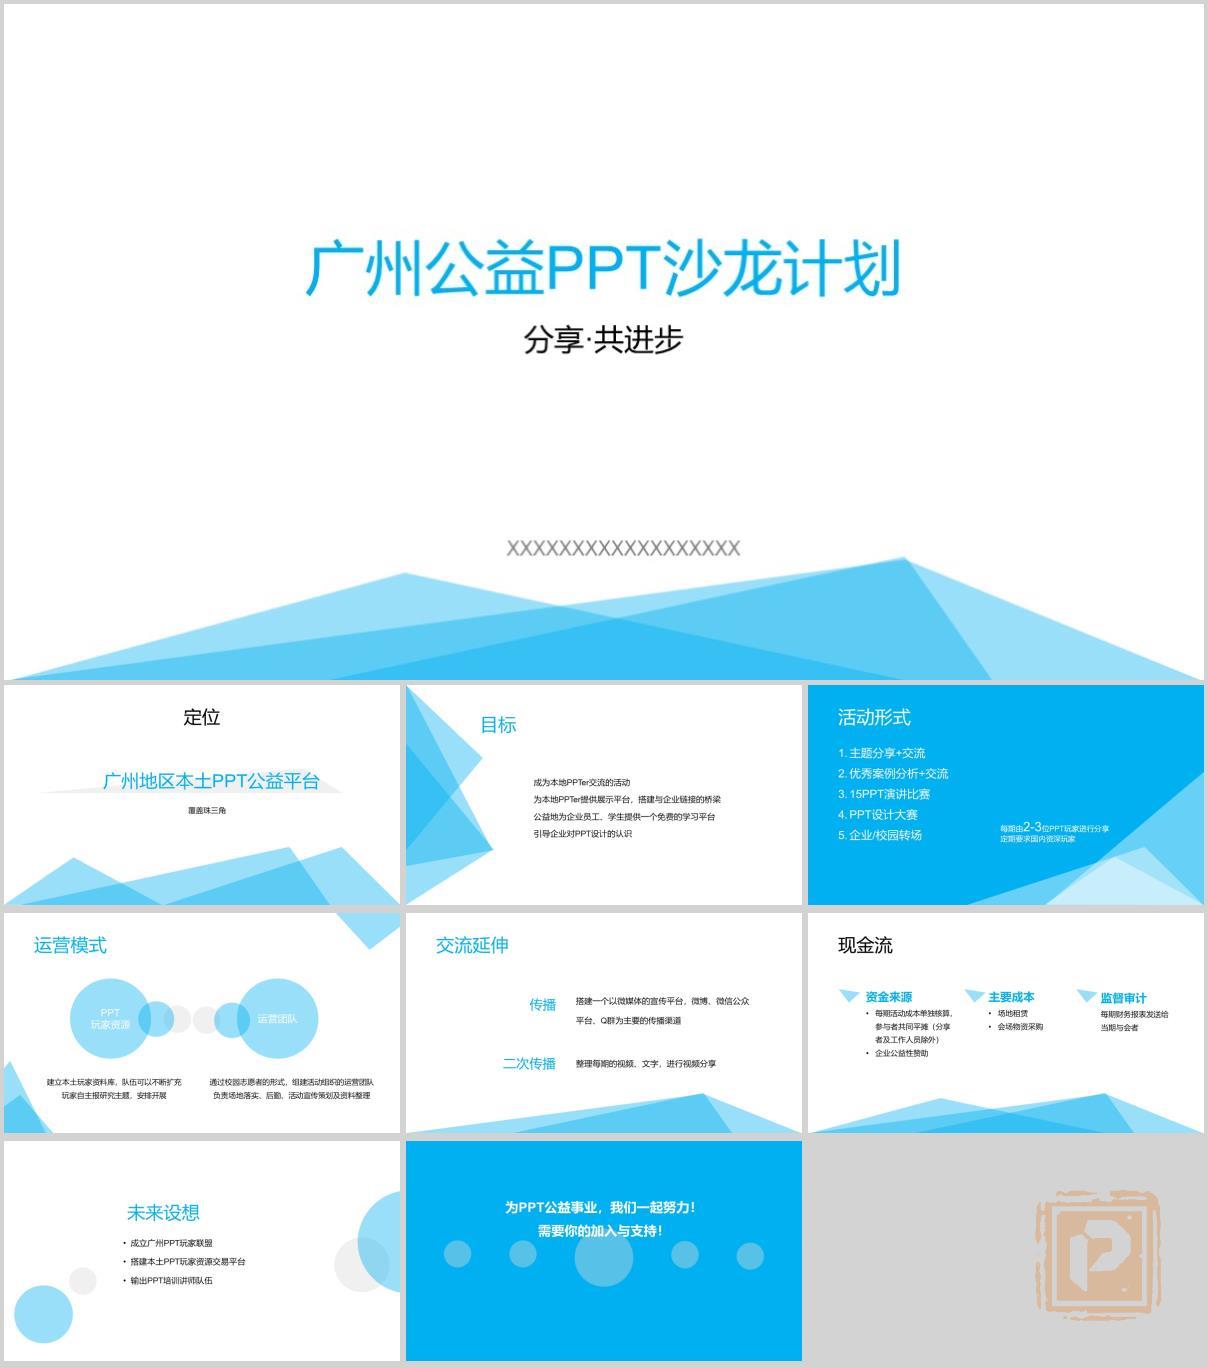 广州公益PPT沙龙计划
分享·共进步
XXXXXXXXXXXXXXXXXX
定位
广州地区本土PPT公益平台
覆盖珠三角
目标
成为本地PPTer交流的活动
为本地PPTer提供展示平台，搭建与企业链接的桥梁
公益地为企业员工、学生提供一个免费的学习平台
引导企业对PPT设计的认识
活动形式
1. 主题分享+交流
2. 优秀案例分析+交流
3. 15PPT演讲比赛
4. PPT设计大赛
5. 企业/校园转场
每期由2-3位PPT玩家进行分享
定期要求国内资深玩家
运营模式
PPT
玩家资源
运营团队
建立本土玩家资料库，队伍可以不断扩充
玩家自主报研究主题，安排开展
通过校园志愿者的形式，组建活动组织的运营团队
负责场地落实、后勤，活动宣传策划及资料整理
交流延伸
传播
搭建一个以微媒体的宣传平台，微博、微信公众
平台、Q群为主要的传播渠道
二次传播
整理每期的视频、文字，进行视频分享
现金流
资金来源
• 每期活动成本单独核算，
参与者共同平摊（分享
者及工作人员除外）
• 企业公益性赞助
主要成本
• 场地租赁
• 会场物资采购
监督审计
每期财务报表发送给
当期与会者
未来设想
• 成立广州PPT玩家联盟
• 搭建本土PPT玩家资源交易平台
• 输出PPT培训讲师队伍
为PPT公益事业，我们一起努力！
需要你的加入与支持！
P